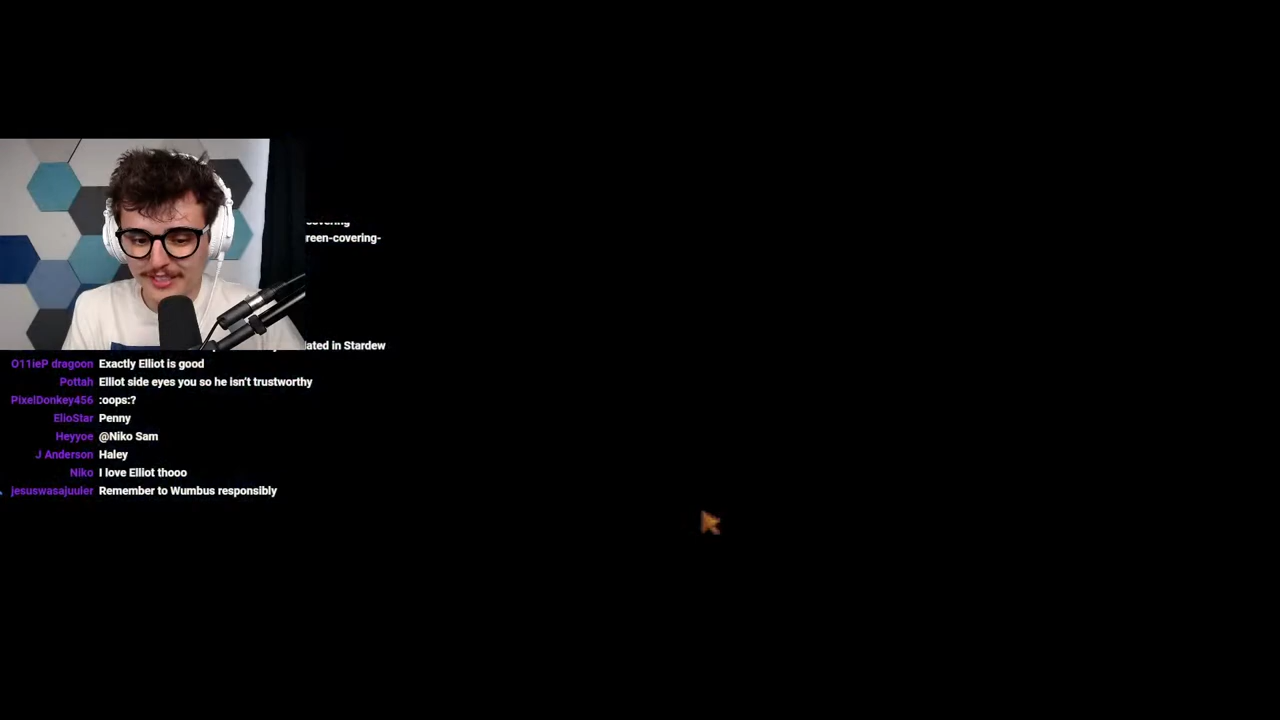 reen-covering-
lated in Stardew
O11ieP dragoon Exactly Elliot is good
Pottah Elliot side eyes you so he isn't trustworthy
PixelDonkey456 :oops:?
ElioStar Penny
Heyyoe @Niko Sam
J Anderson Haley
Niko I love Elliot thooo
jesuswasajuuler Remember to Wumbus responsibly